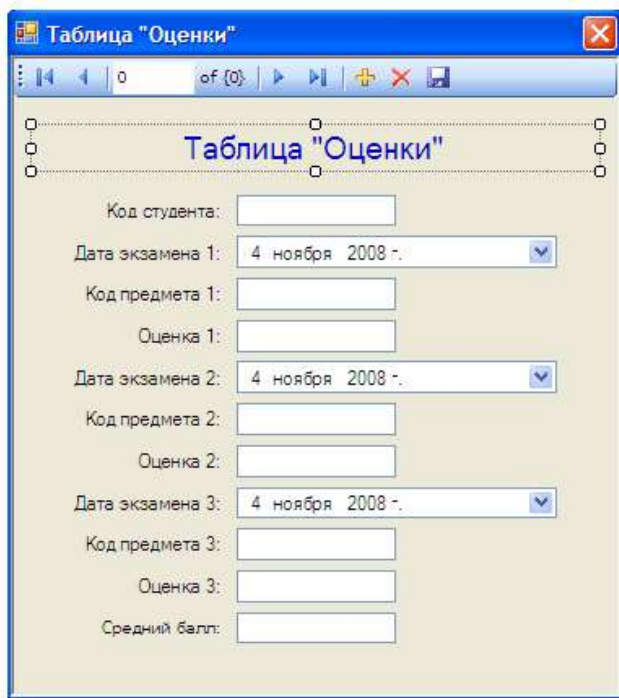 Таблица "Оценки"
0 of {0}
Таблица "Оценки"
Код студента:
Дата экзамена 1: 4 ноября 2008 г.
Код предмета 1:
Оценка 1:
Дата экзамена 2: 4 ноября 2008 г.
Код предмета 2:
Оценка 2:
Дата экзамена 3: 4 ноября 2008 г.
Код предмета 3:
Оценка 3:
Средний балл: